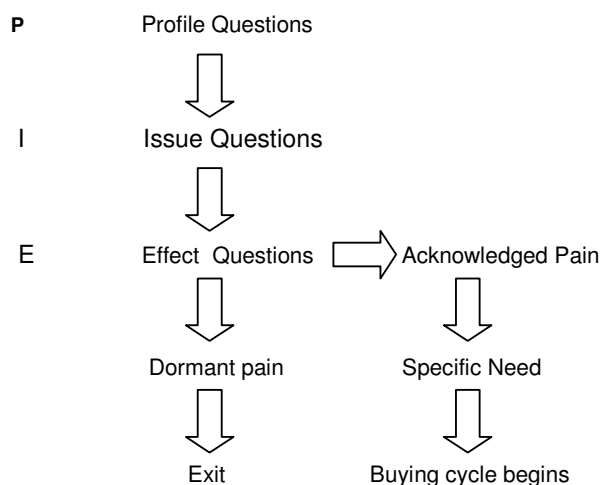 P Profile Questions
I Issue Questions
E Effect Questions Acknowledged Pain
Dormant pain Specific Need
Exit Buying cycle begins